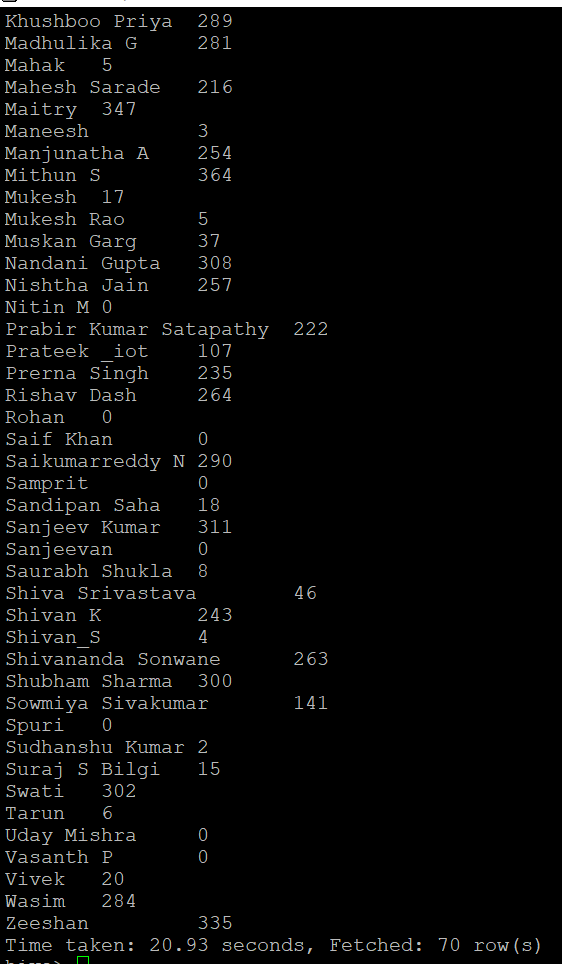 Khushboo Priya 289
Madhulika G 281
Mahak 5
Mahesh Sarade 216
Maitry 347
Maneesh 3
Manjunatha A 254
Mithun S 364
Mukesh 17
Mukesh Rao 5
Muskan Garg 37
Nandani Gupta 308
Nishtha Jain 257
Nitin M 0
Prabir Kumar Satapathy 222
Prateek _iot 107
Prerna Singh 235
Rishav Dash 264
Rohan 0
Saif Khan 0
Saikumarreddy N 290
Samprit 0
Sandipan Saha 18
Sanjeev Kumar 311
Sanjeevan 0
Saurabh Shukla 8
Shiva Srivastava 46
Shivan K 243
Shivan_S 4
Shivananda Sonwane 263
Shubham Sharma 300
Sowmiya Sivakumar 141
Spuri 0
Sudhanshu Kumar 2
Suraj S Bilgi 15
Swati 302
Tarun 6
Uday Mishra 0
Vasanth P 0
Vivek 20
Wasim 284
Zeeshan 335
Time taken: 20.93 seconds, Fetched: 70 row(s)
hive>